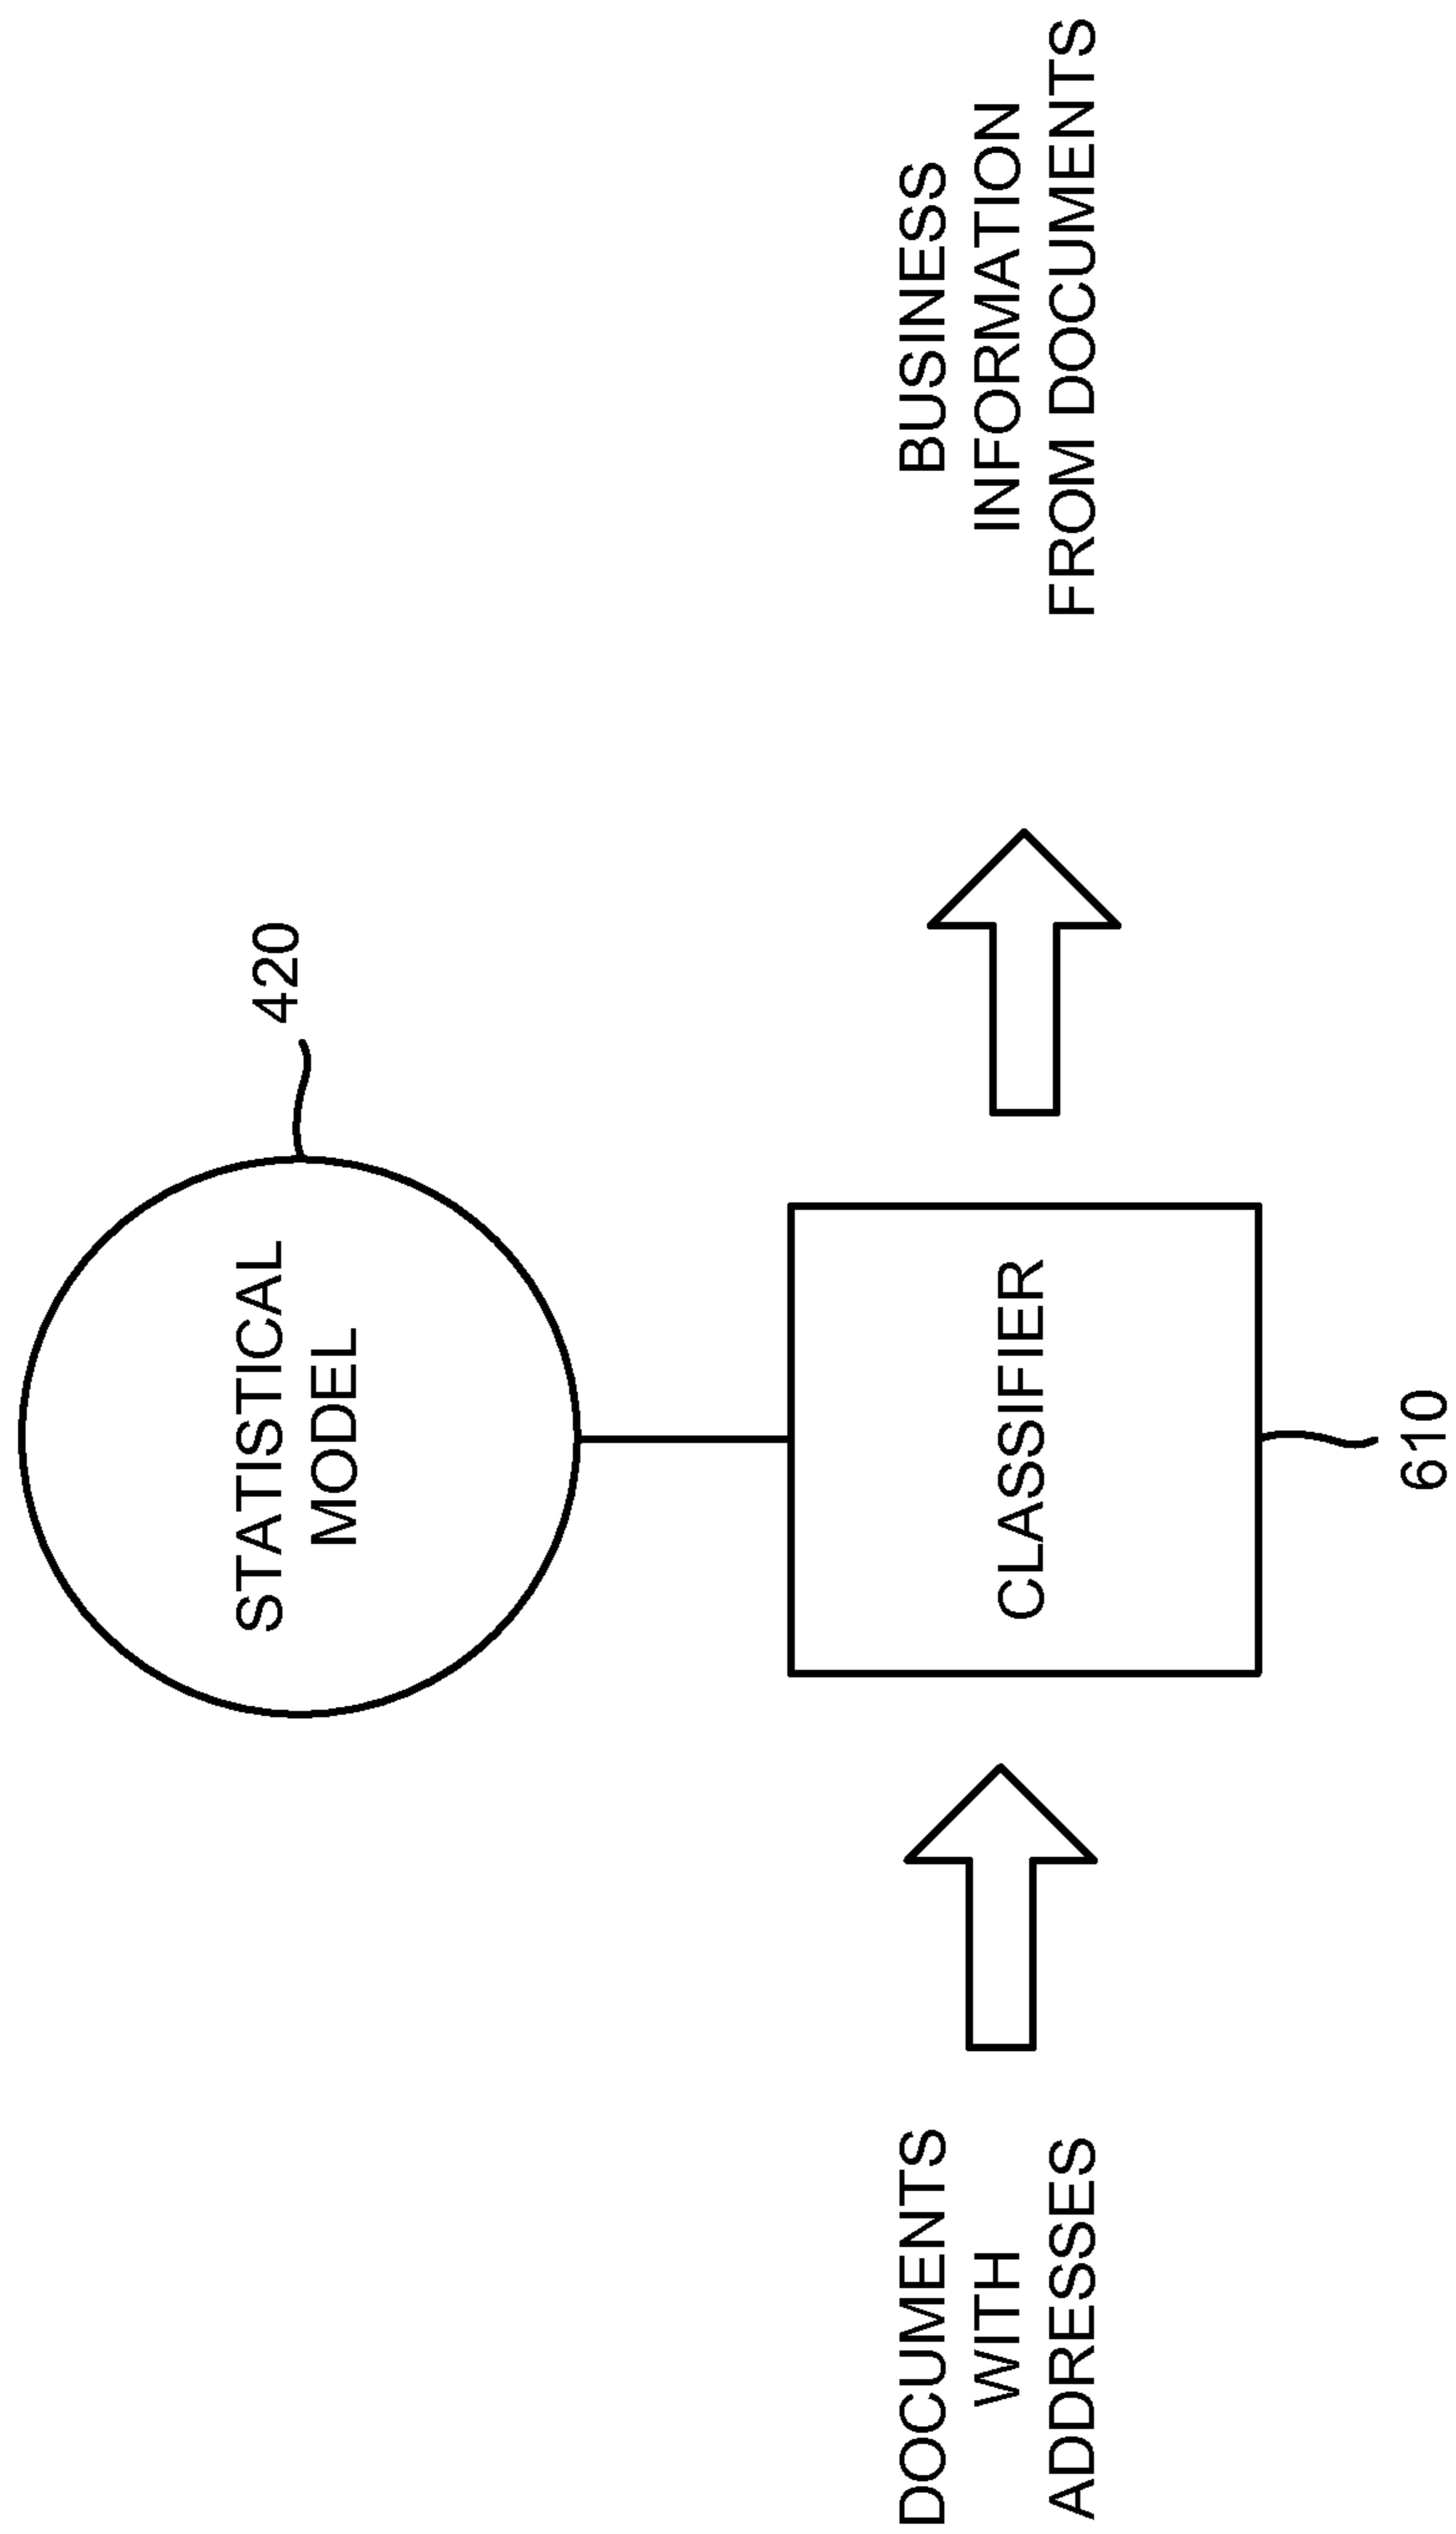 STATISTICAL
MODEL
420
DOCUMENTS
WITH
ADDRESSES
CLASSIFIER
610
BUSINESS
INFORMATION
FROM DOCUMENTS